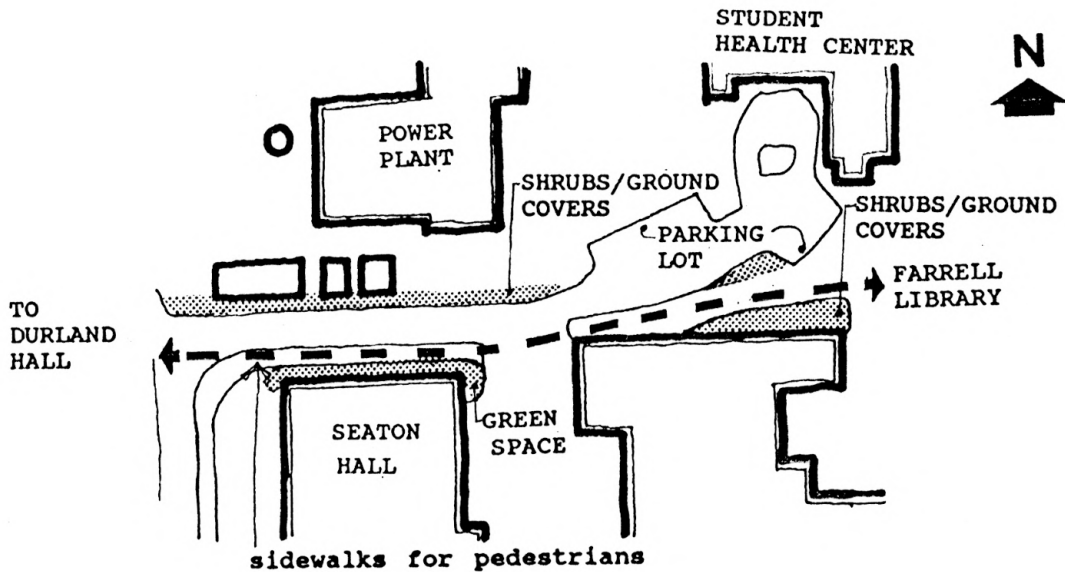 STUDENT
HEALTH CENTER
N
POWER
PLANT
SHRUBS/GROUND
COVERS
SHRUBS/GROUND
COVERS
PARKING
LOT
FARRELL
LIBRARY
TO
DURLAND
HALL
GREEN
SPACE
SEATON
HALL
sidewalks for pedestrians